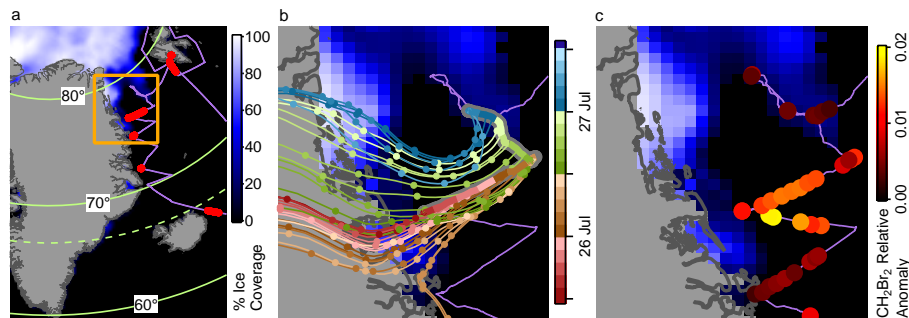 a
b
c
80°
70°
60°
100
80
60
40
20
0
% Ice
Coverage
27 Jul
26 Jul
0.02
0.01
0.00
CH₂Br₂ Relative
Anomaly